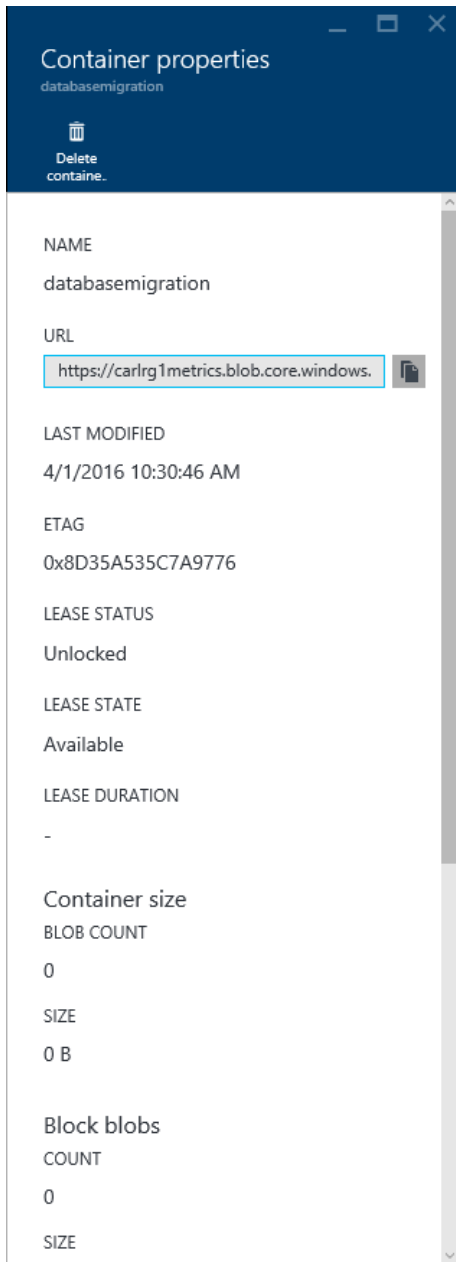 Container properties
databasemigration
Delete
containe..
NAME
databasemigration
URL
https://carlrg1metrics.blob.core.windows.
LAST MODIFIED
4/1/2016 10:30:46 AM
ETAG
0x8D35A535C7A9776
LEASE STATUS
Unlocked
LEASE STATE
Available
LEASE DURATION
-
Container size
BLOB COUNT
0
SIZE
0 B
Block blobs
COUNT
0
SIZE